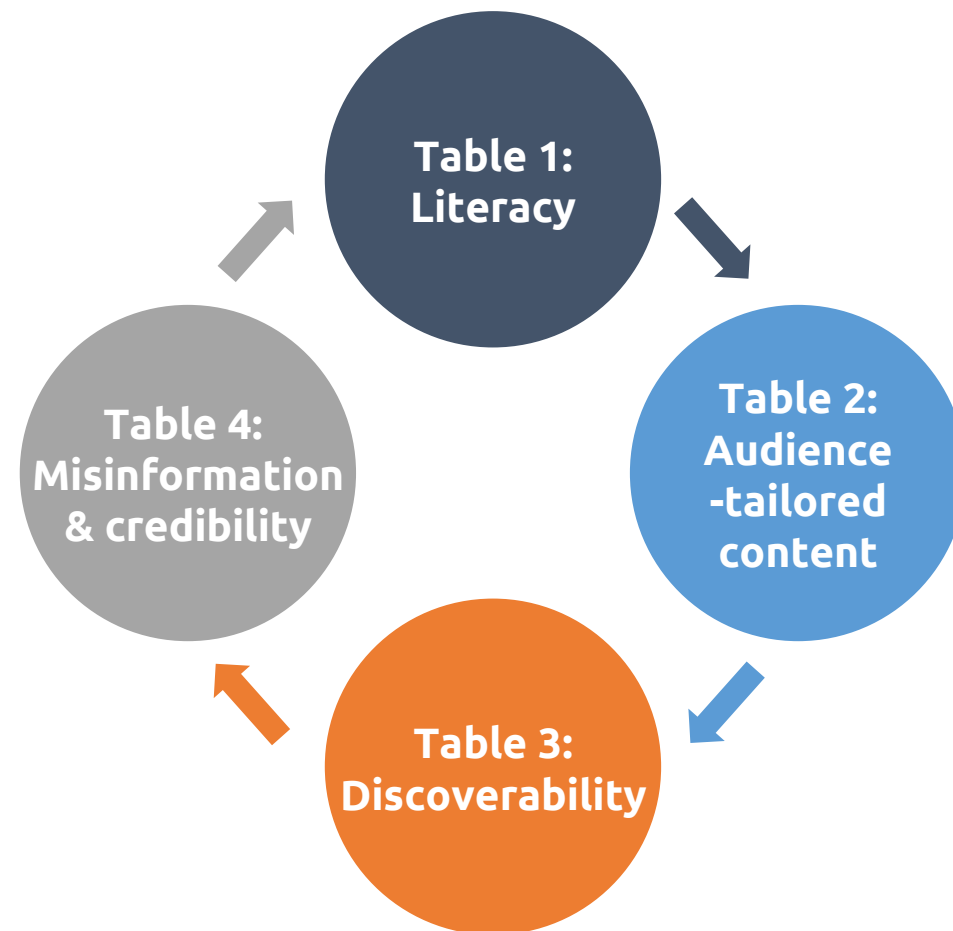 Table 1:
Literacy
Table 2:
Audience
-tailored
content
Table 3:
Discoverability
Table 4:
Misinformation
& credibility